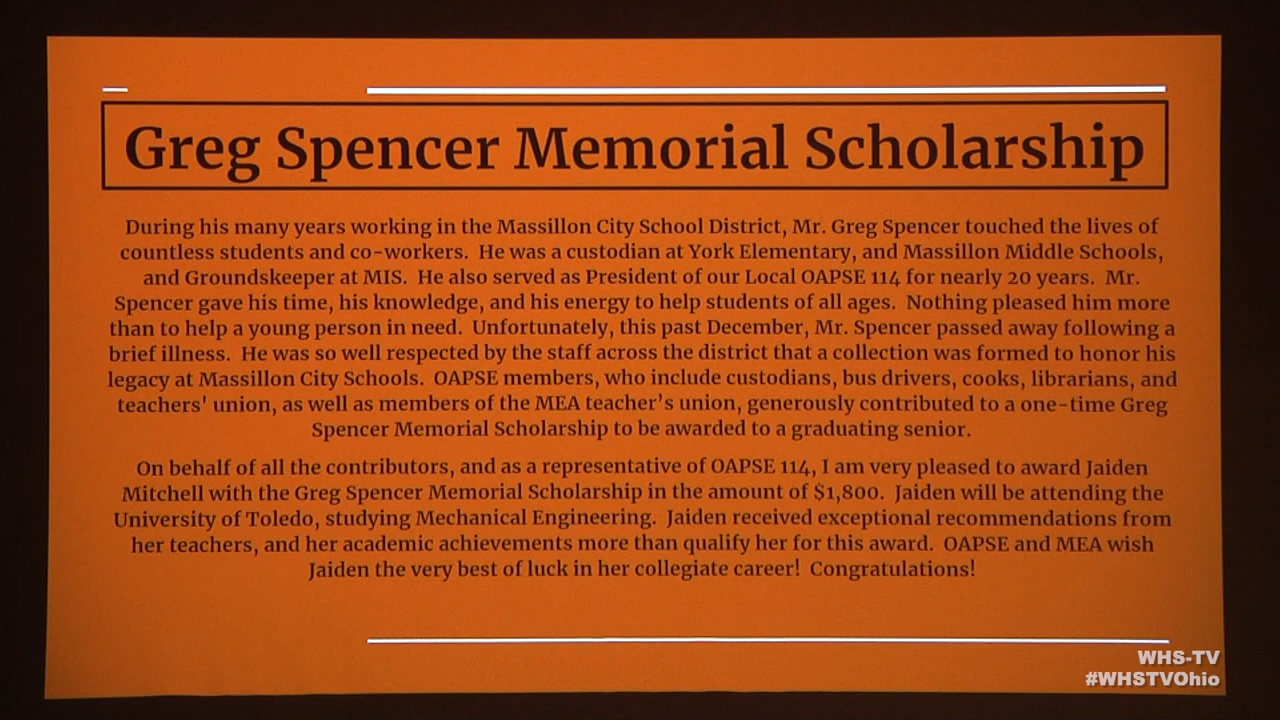 Greg Spencer Memorial Scholarship
During his many years working in the Massillon City School District, Mr. Greg Spencer touched the lives of
countless students and co-workers.  He was a custodian at York Elementary, and Massillon Middle Schools,
and Groundskeeper at MIS.  He also served as President of our Local OAPSE 114 for nearly 20 years.  Mr.
Spencer gave his time, his knowledge, and his energy to help students of all ages.  Nothing pleased him more
than to help a young person in need.  Unfortunately, this past December, Mr. Spencer passed away following a
brief illness.  He was so well respected by the staff across the district that a collection was formed to honor his
legacy at Massillon City Schools.  OAPSE members, who include custodians, bus drivers, cooks, librarians, and
teachers' union, as well as members of the MEA teacher’s union, generously contributed to a one-time Greg
Spencer Memorial Scholarship to be awarded to a graduating senior.
On behalf of all the contributors, and as a representative of OAPSE 114, I am very pleased to award Jaiden
Mitchell with the Greg Spencer Memorial Scholarship in the amount of $1,800.  Jaiden will be attending the
University of Toledo, studying Mechanical Engineering.  Jaiden received exceptional recommendations from
her teachers, and her academic achievements more than qualify her for this award.  OAPSE and MEA wish
Jaiden the very best of luck in her collegiate career!  Congratulations!
WHS-TV
#WHSTVOhio